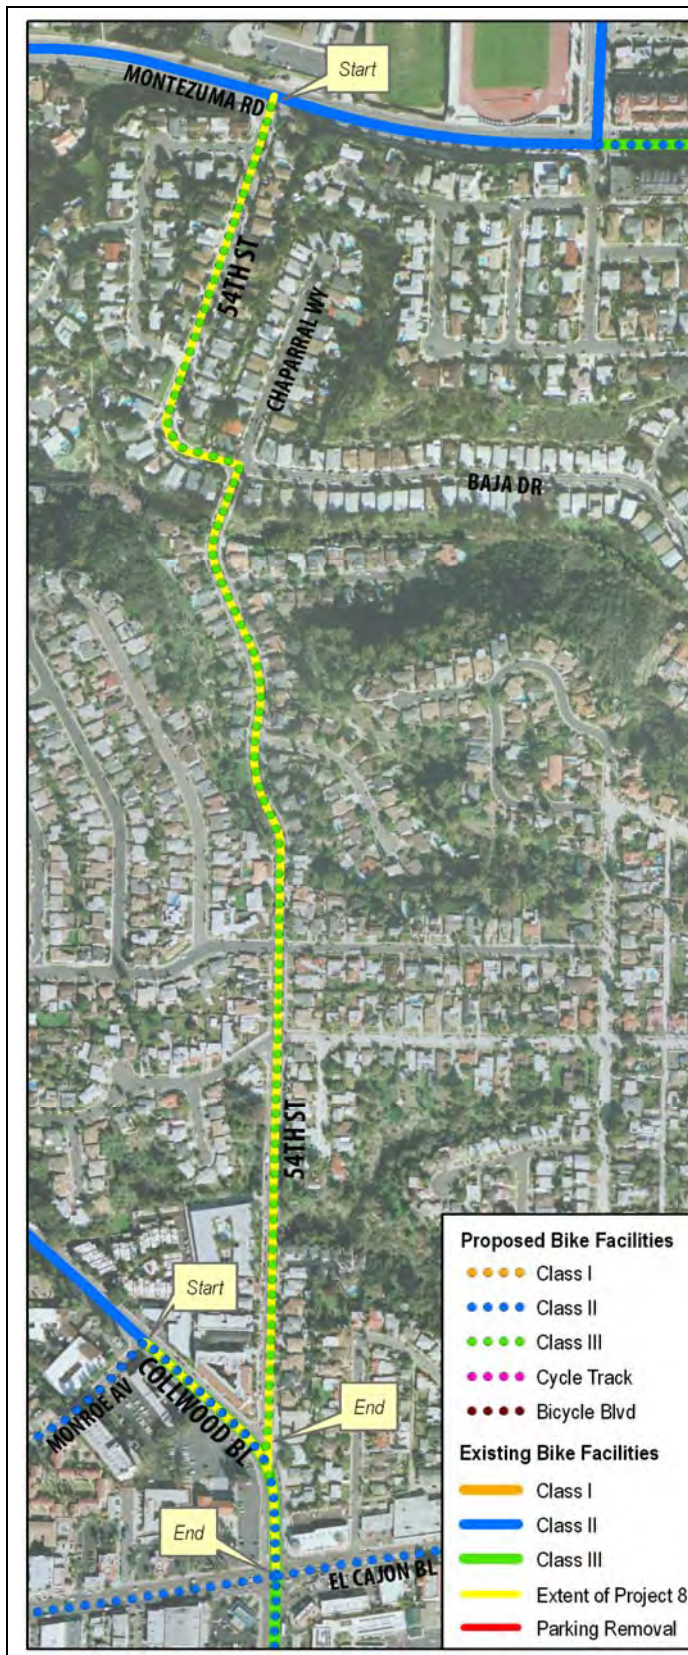 Start
MONTEZUMA RD
54TH ST
CHAPARRAL WY
BAJA DR
54TH ST
Start
COLLWOOD BL
MONROE AV
End
End
EL CAJON BL
Proposed Bike Facilities
Class I
Class II
Class III
Cycle Track
Bicycle Blvd
Existing Bike Facilities
Class I
Class II
Class III
Extent of Project 8
Parking Removal